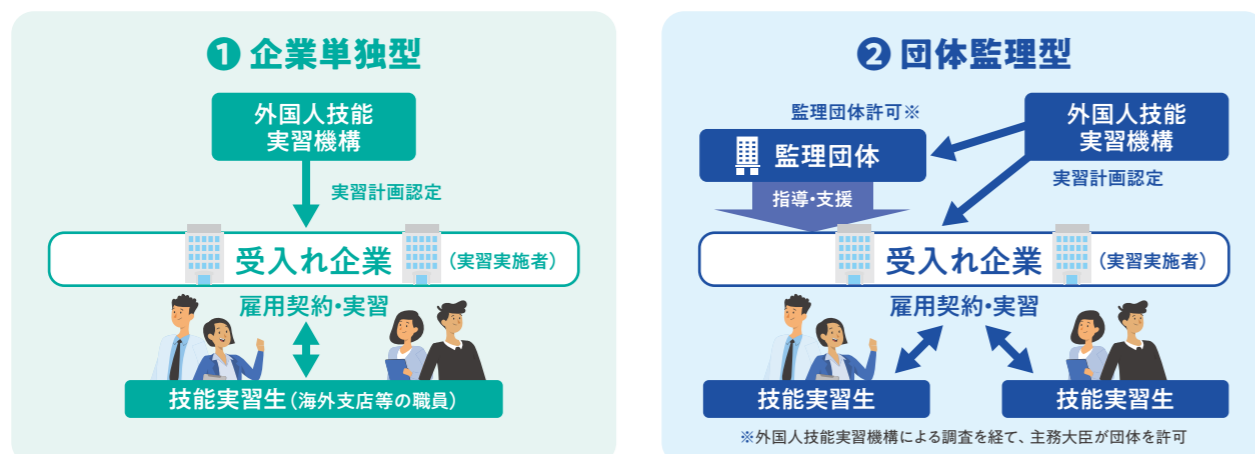 ❶ 企業単独型
外国人技能
実習機構
実習計画認定
受入れ企業 (実習実施者)
雇用契約・実習
技能実習生(海外支店等の職員)
❷ 団体監理型
監理団体許可※
外国人技能
実習機構
監理団体
実習計画認定
指導・支援
受入れ企業 (実習実施者)
雇用契約・実習
技能実習生
技能実習生
※外国人技能実習機構による調査を経て、主務大臣が団体を許可